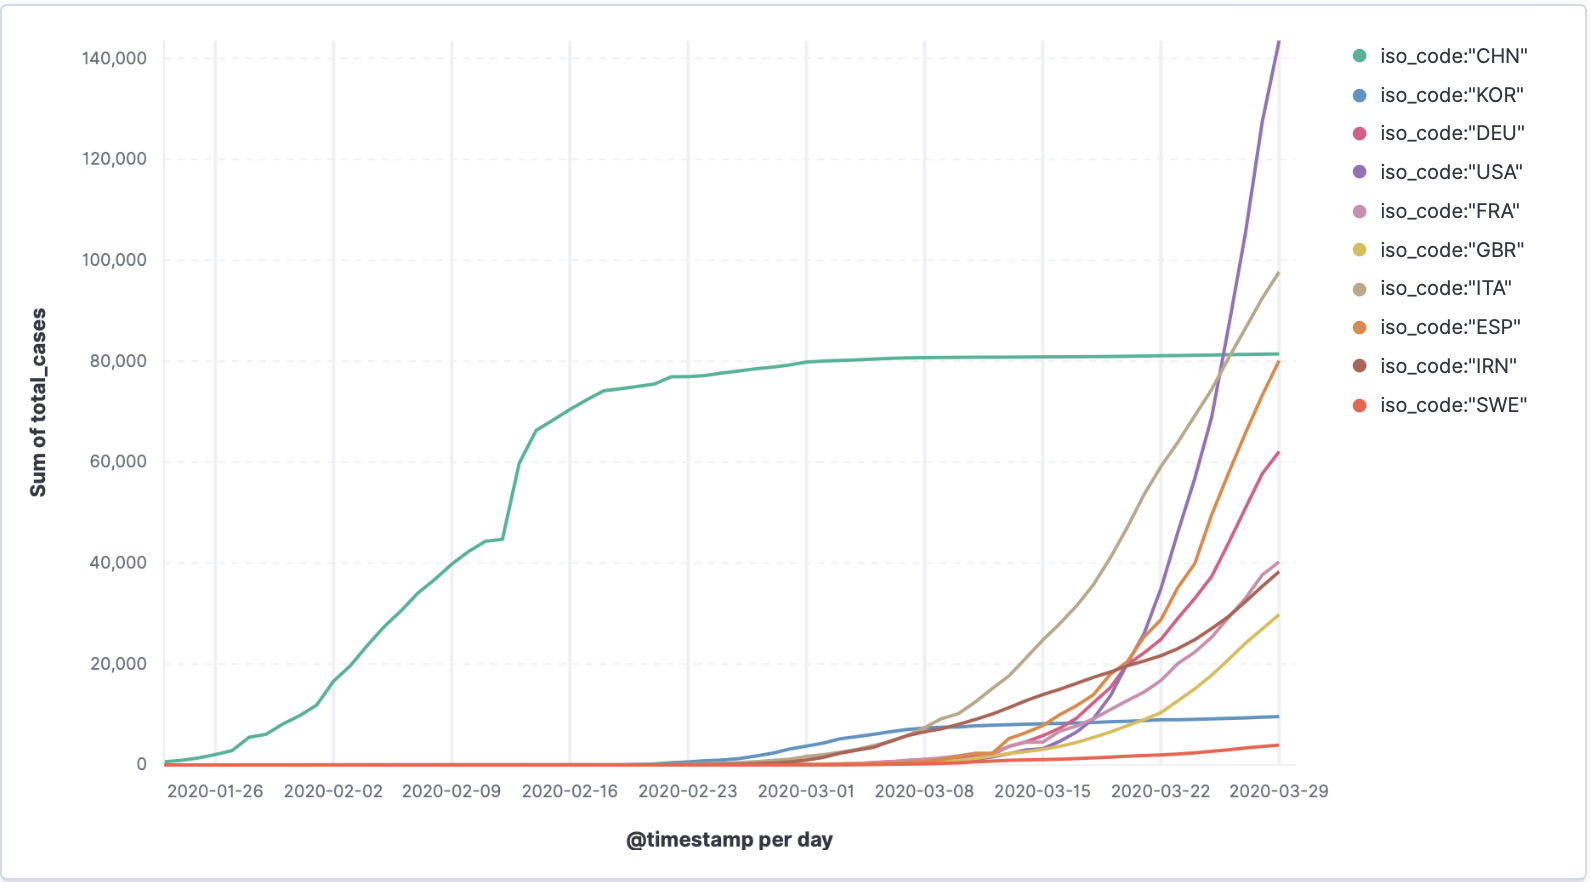 140,000
120,000
100,000
80,000
60,000
40,000
20,000
0
Sum of total_cases
2020-01-26 2020-02-02 2020-02-09 2020-02-16 2020-02-23 2020-03-01 2020-03-08 2020-03-15 2020-03-22 2020-03-29
@timestamp per day
iso_code:"CHN"
iso_code:"KOR"
iso_code:"DEU"
iso_code:"USA"
iso_code:"FRA"
iso_code:"GBR"
iso_code:"ITA"
iso_code:"ESP"
iso_code:"IRN"
iso_code:"SWE"